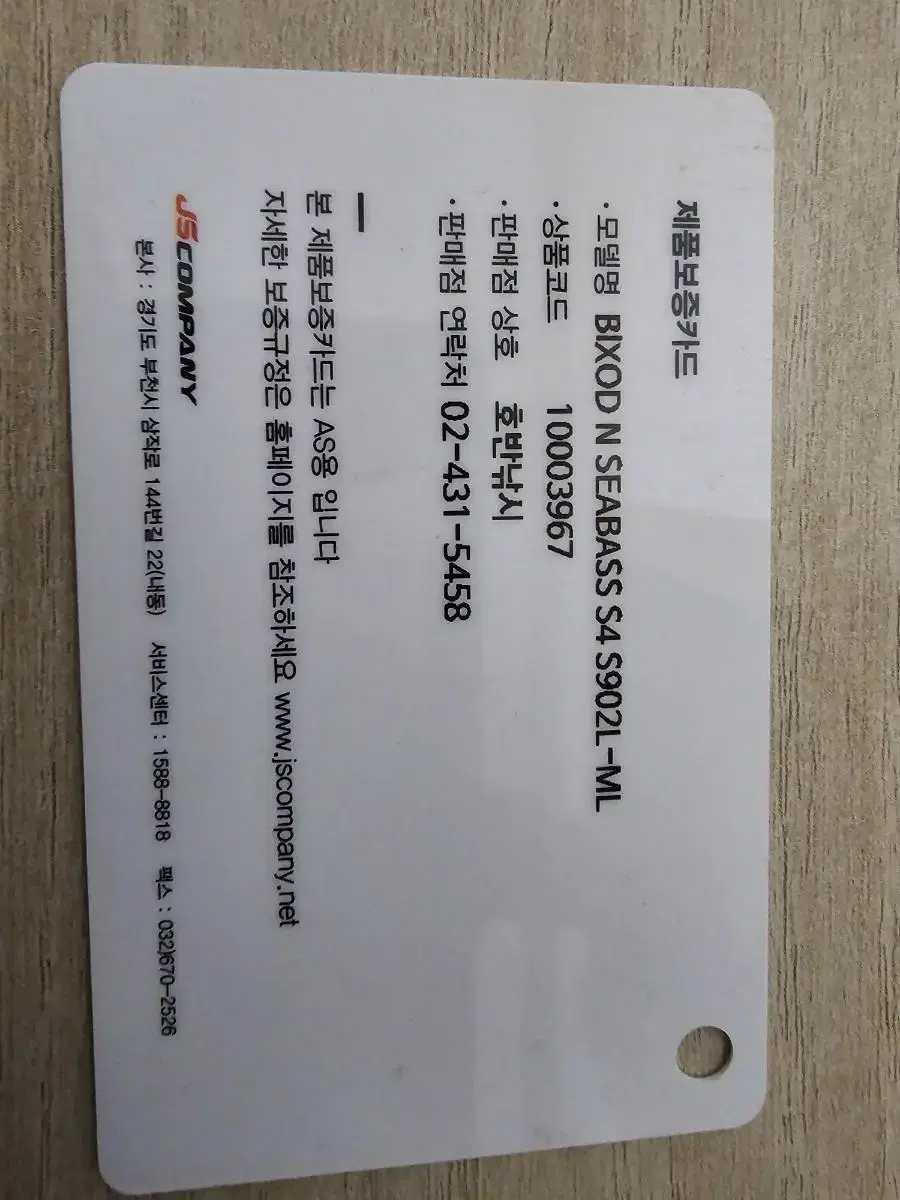 제품보증카드
· 모델명 BIXOD N SEABASS S4 S902L-ML
· 상품코드 10003967
· 판매점 상호 호반낚시
· 판매점 연락처 02-431-5458
본 제품보증카드는 AS용 입니다
자세한 보증규정은 홈페이지를 참조하세요 www.jscompany.net
JSCOMPANY
본사 : 경기도 부천시 삼작로 144번길 22(내동) 서비스센터 : 1588-8818 팩스 : 032)670-2526